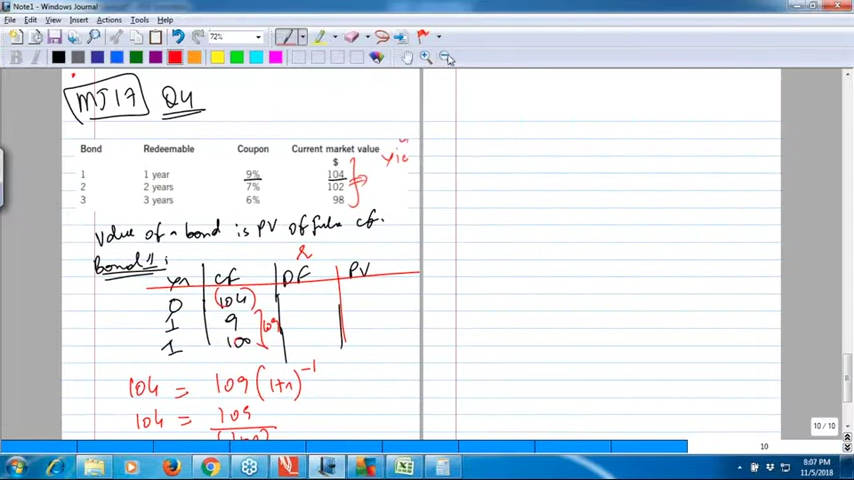 Note1 - Windows Journal
File Edit View Insert Actions Tools Help
72%
MJ17 Q4
Bond Redeemable Coupon Current market value
$
1 1 year 9% 104
2 2 years 7% 102
3 3 years 6% 98
Value of a bond is PV of future cf.
Bond 1:
r
yr CF DF PV
0 (104)
1 9
1 100
109
104 = 109 (1+r)^-1
104 = 109
10 / 10
10
8:07 PM
11/5/2018